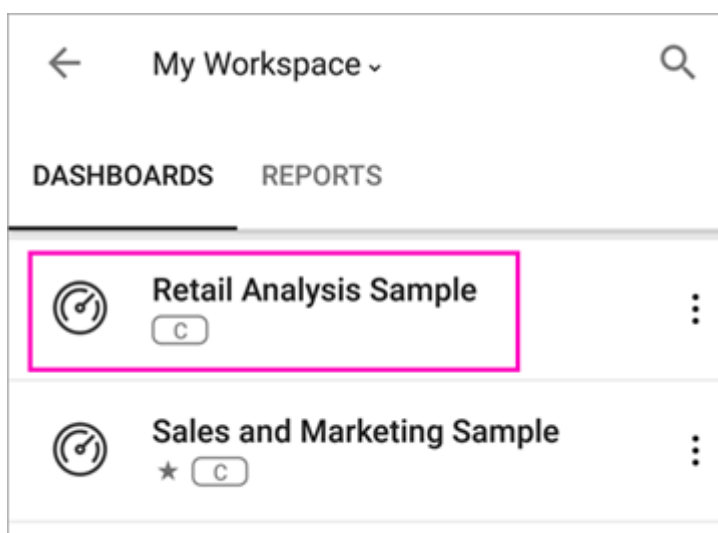 My Workspace
DASHBOARDS REPORTS
Retail Analysis Sample
C
Sales and Marketing Sample
C